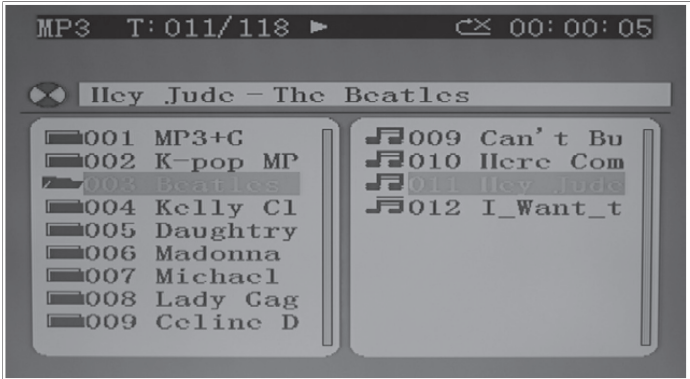 MP3 T:011/118 00:00:05
Hey Jude - The Beatles
001 MP3+G
002 K-pop MP
003 Beatles
004 Kelly Cl
005 Daughtry
006 Madonna
007 Michael
008 Lady Gag
009 Celine D
009 Can't Bu
010 Here Com
011 Hey Jude
012 I_Want_t